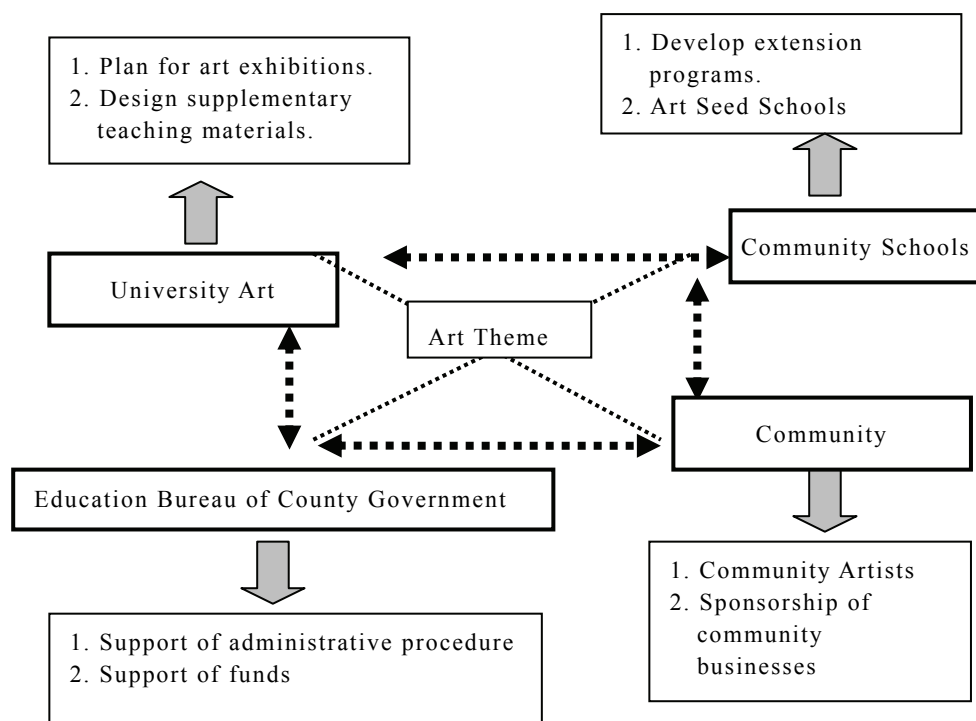 1. Plan for art exhibitions.
2. Design supplementary
teaching materials.
1. Develop extension
programs.
2. Art Seed Schools
University Art
Community Schools
Art Theme
Education Bureau of County Government
Community
1. Support of administrative procedure
2. Support of funds
1. Community Artists
2. Sponsorship of
community
businesses